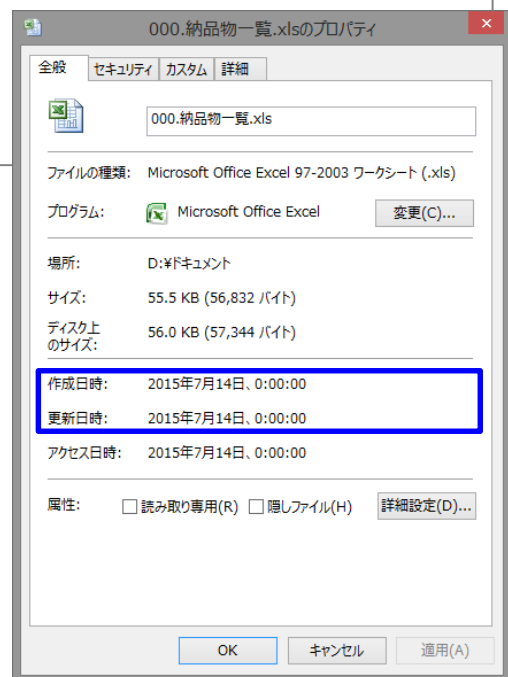 000.納品物一覧.xlsのプロパティ
全般 セキュリティ カスタム 詳細
000.納品物一覧.xls
ファイルの種類: Microsoft Office Excel 97-2003 ワークシート (.xls)
プログラム: Microsoft Office Excel 変更(C)...
場所: D:¥ドキュメント
サイズ: 55.5 KB (56,832 バイト)
ディスク上
のサイズ: 56.0 KB (57,344 バイト)
作成日時: 2015年7月14日、0:00:00
更新日時: 2015年7月14日、0:00:00
アクセス日時: 2015年7月14日、0:00:00
属性: 読み取り専用(R) 隠しファイル(H) 詳細設定(D)...
OK キャンセル 適用(A)